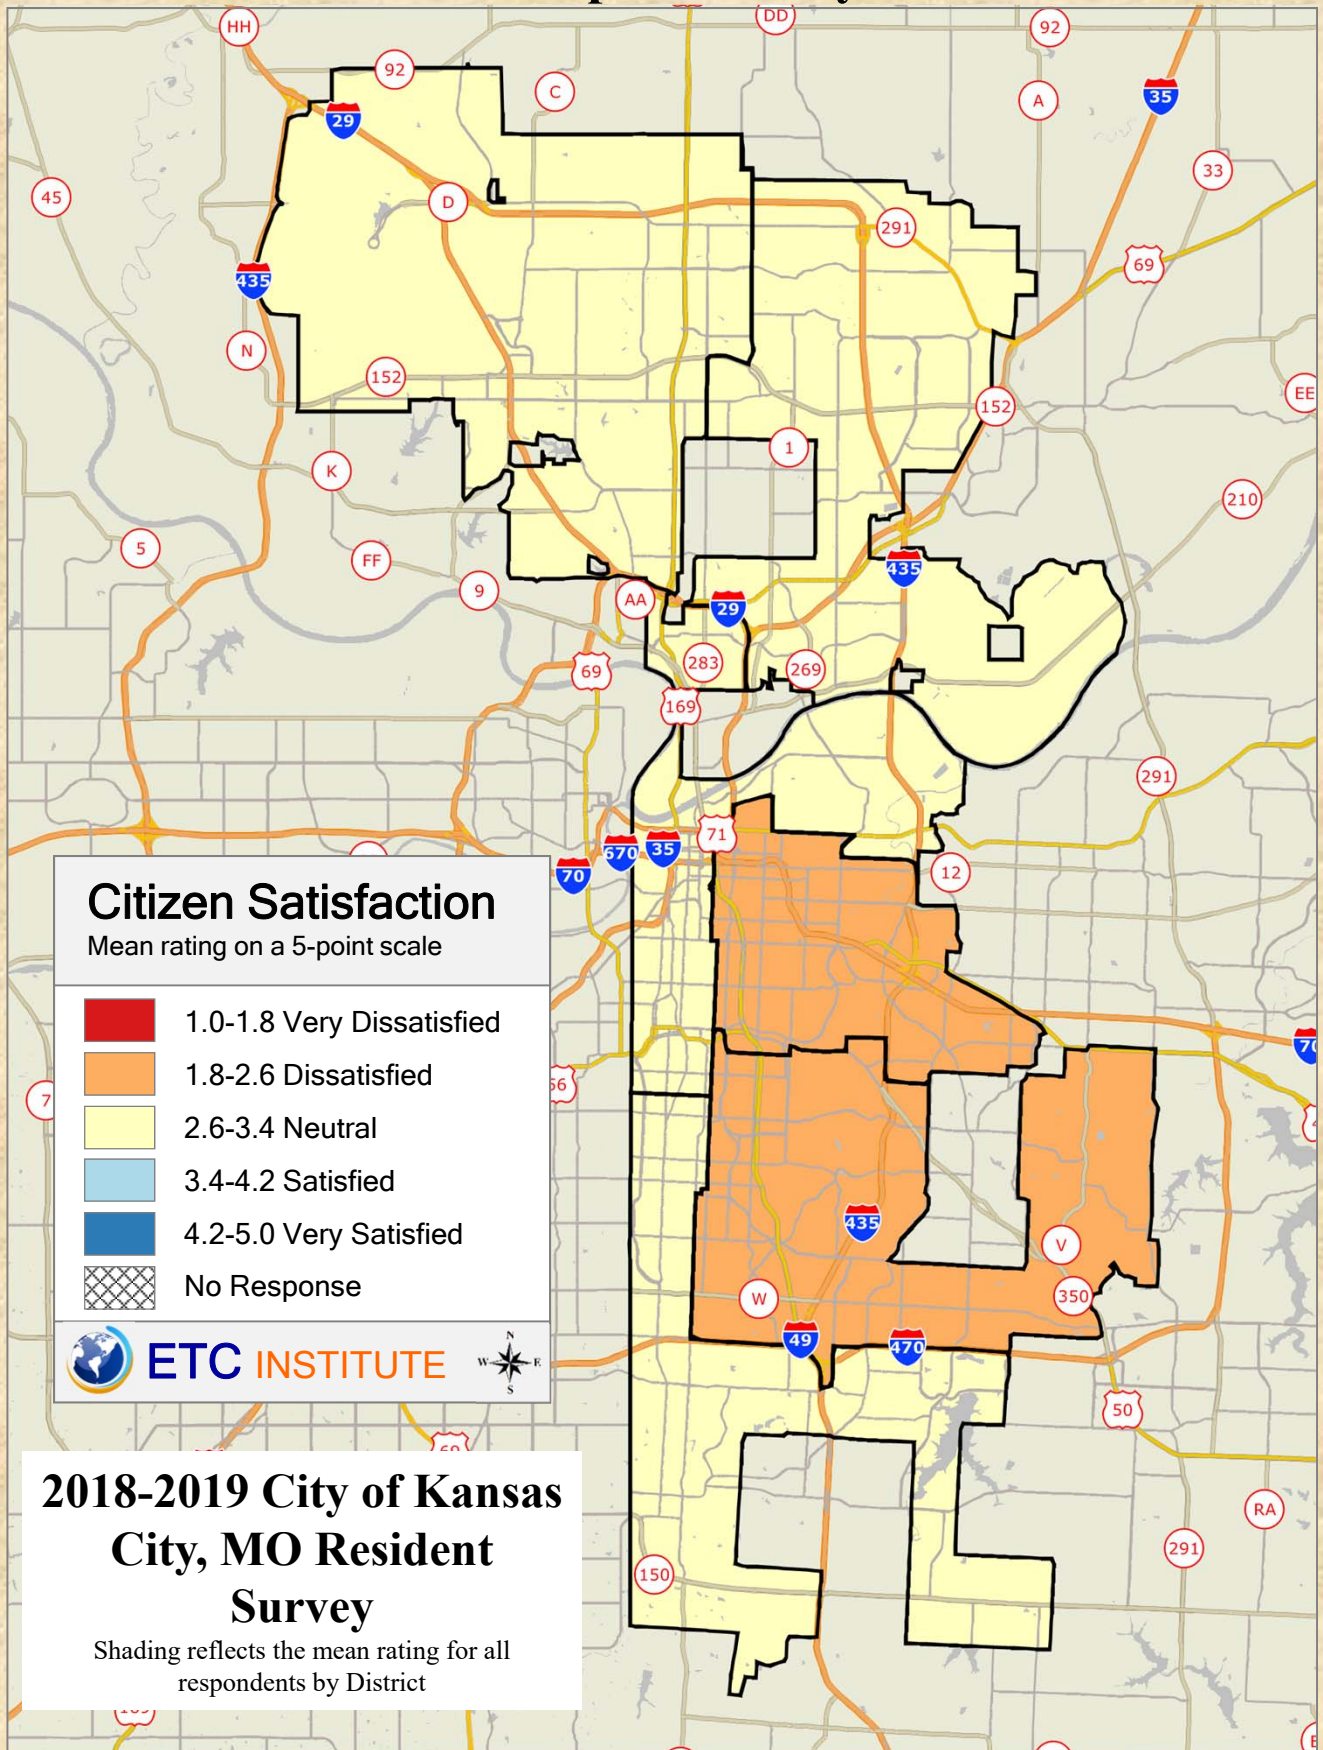 HH
92
DD
92
C
A
35
29
33
45
D
291
69
435
N
152
EE
152
1
K
210
5
FF
435
9
AA
29
283
269
69
169
291
71
670
35
70
12
Citizen Satisfaction
Mean rating on a 5-point scale
1.0-1.8 Very Dissatisfied
1.8-2.6 Dissatisfied
2.6-3.4 Neutral
3.4-4.2 Satisfied
4.2-5.0 Very Satisfied
No Response
ETC INSTITUTE
N
W
E
S
7
70
435
V
W
350
49
470
50
2018-2019 City of Kansas
City, MO Resident
Survey
Shading reflects the mean rating for all
respondents by District
RA
291
150